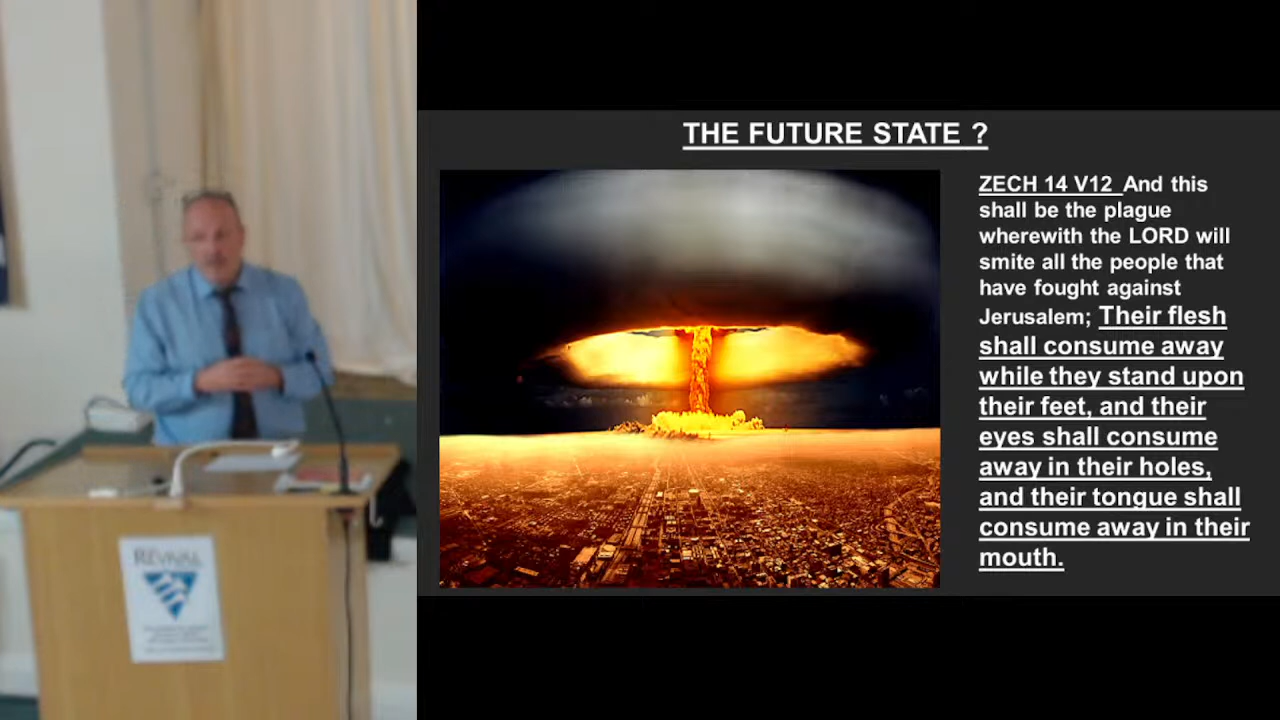 THE FUTURE STATE ?
ZECH 14 V12 And this
shall be the plague
wherewith the LORD will
smite all the people that
have fought against
Jerusalem; Their flesh
shall consume away
while they stand upon
their feet, and their
eyes shall consume
away in their holes,
and their tongue shall
consume away in their
mouth.
REVIVAL